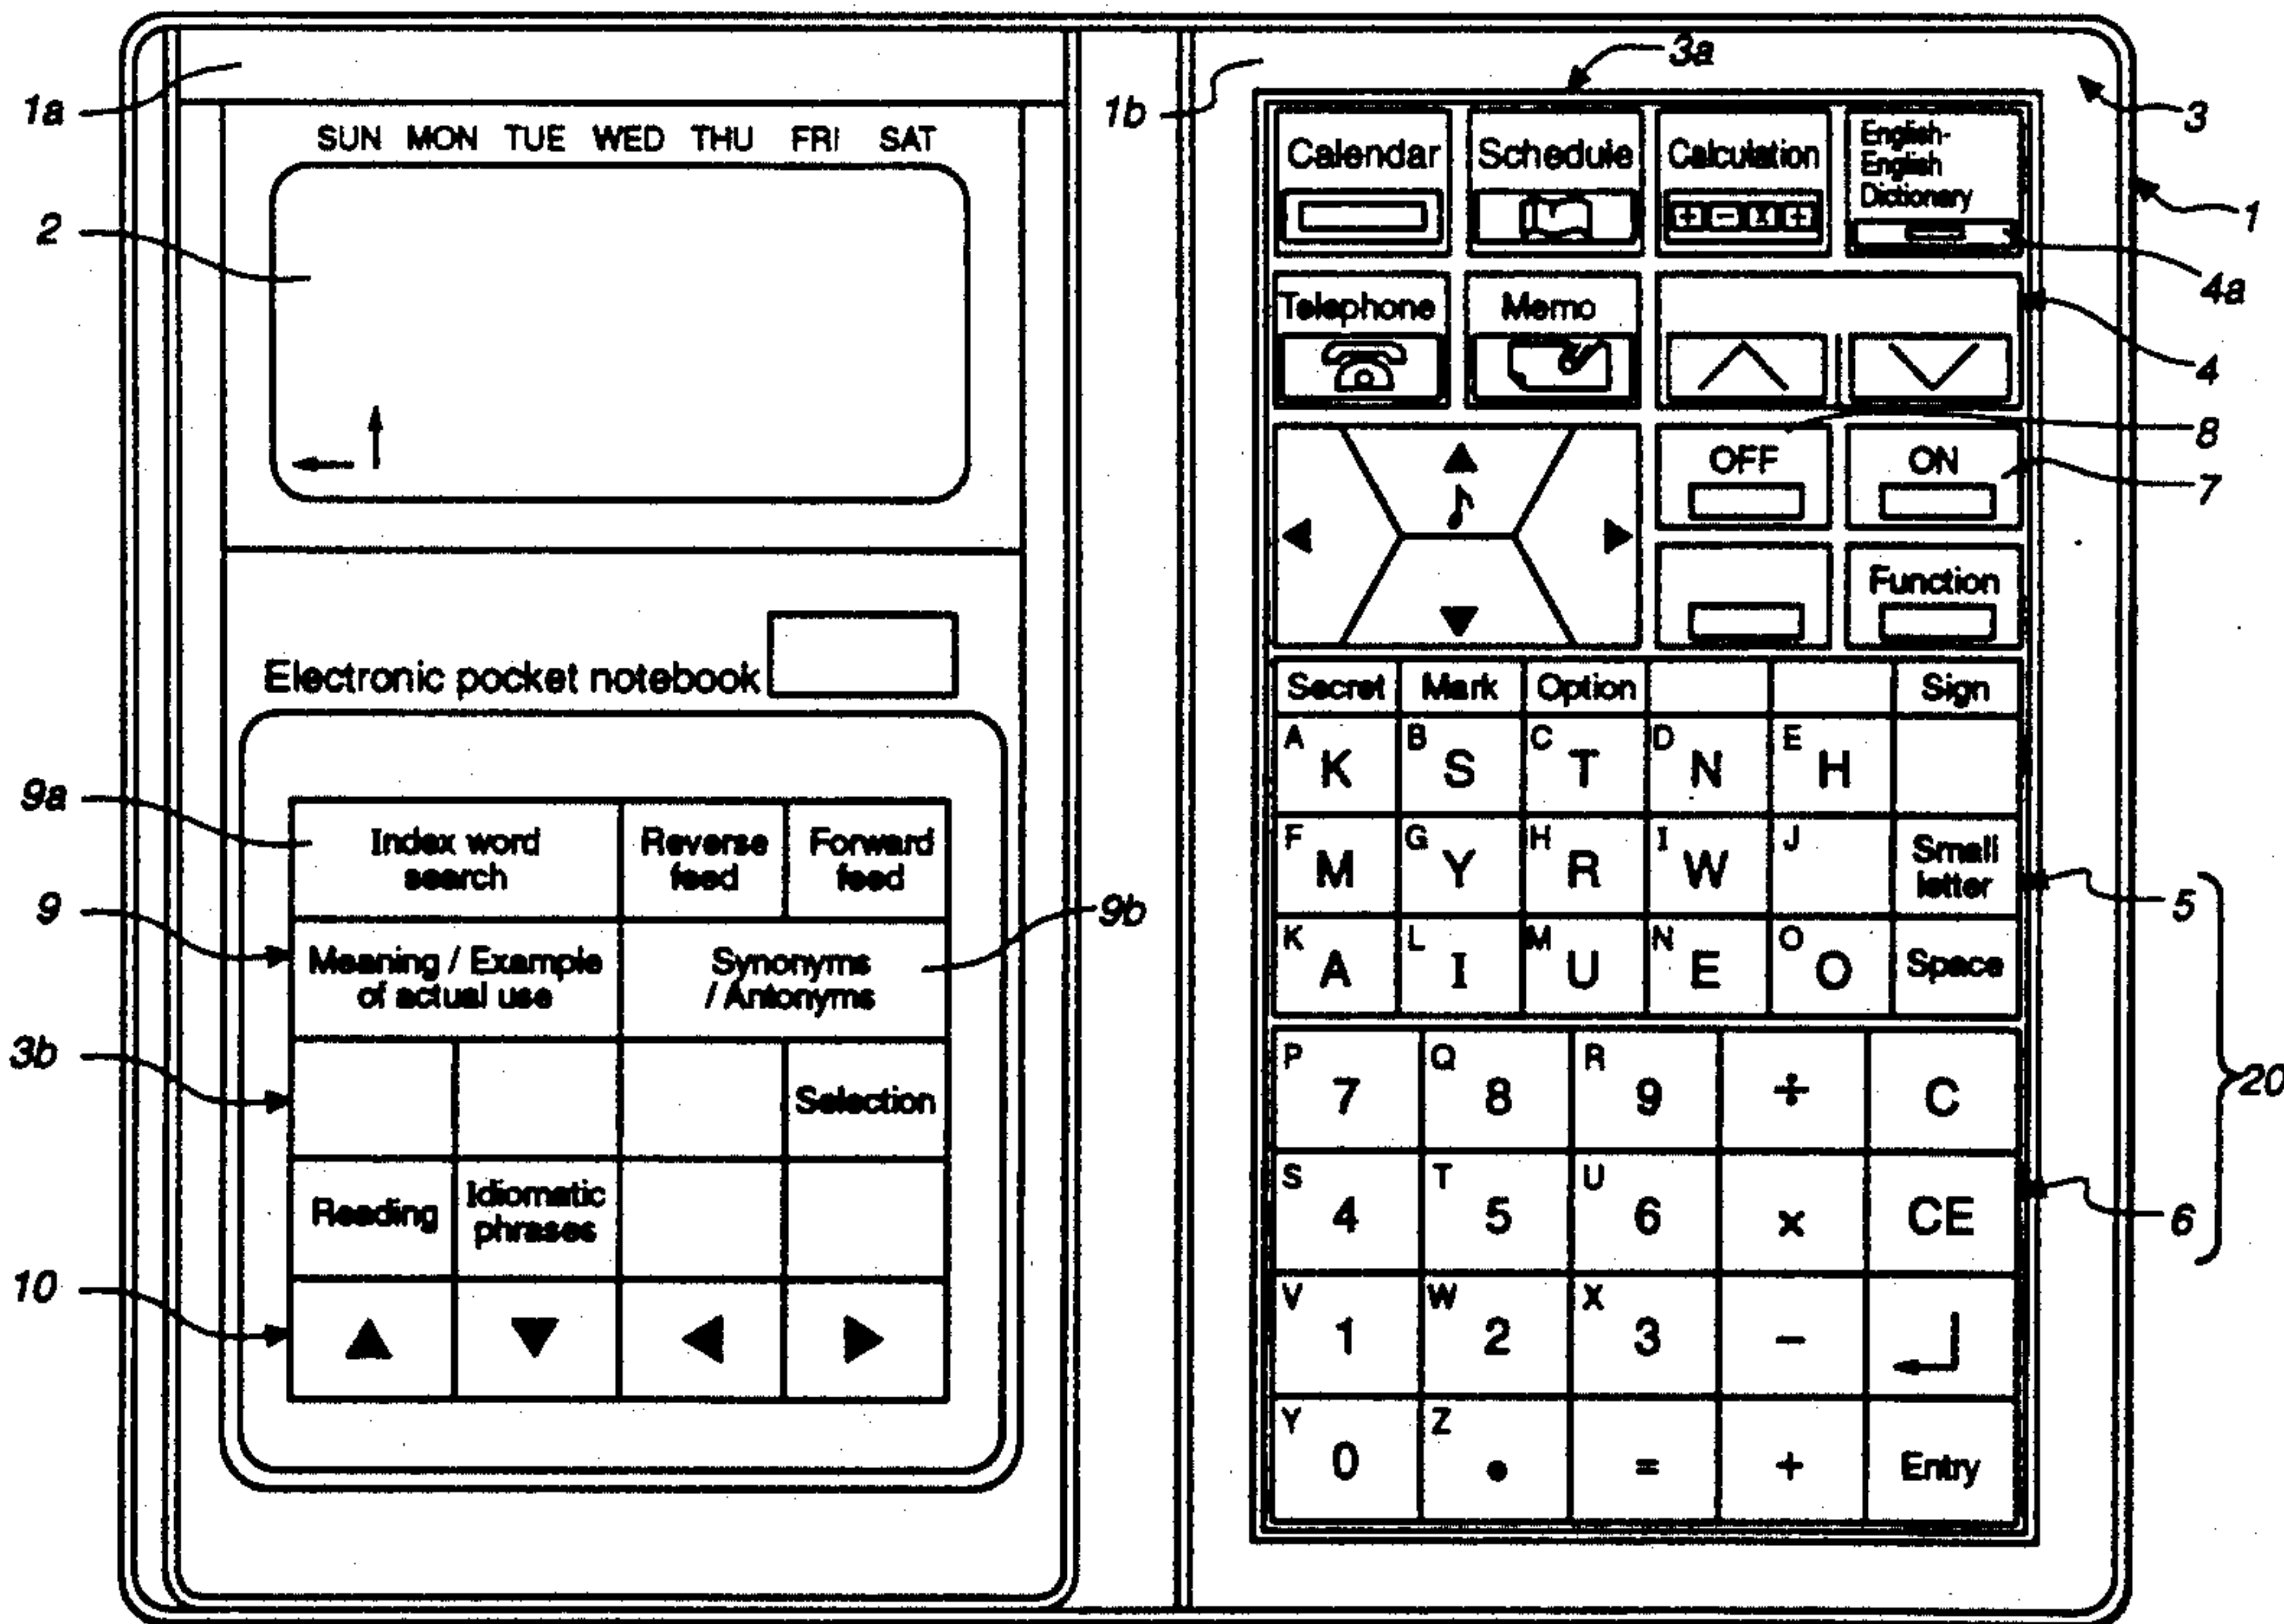 1a
SUN MON TUE WED THU FRI SAT
2
Electronic pocket notebook
9a
Index word
search
Reverse
feed
Forward
feed
9
Meaning / Example
of actual use
Synonyms
/ Antonyms
9b
3b
Selection
Reading
Idiomatic
phrases
10
▲ ▼ ◀ ▶
1b
3a
3
1
Calendar
Schedule
Calculation
+ − x +
English-
English
Dictionary
4a
Telephone
Memo
4
8
OFF
ON
7
▲
♪
◀ ▶
▼
Function
Secret Mark Option Sign
A K B S C T D N E H
F M G Y H R I W J
Small
letter
5
K A L I M U N E O O Space
20
P 7 Q 8 R 9 ÷ C
S 4 T 5 U 6 x CE
6
V 1 W 2 X 3 −
Y 0 Z • = + Entry